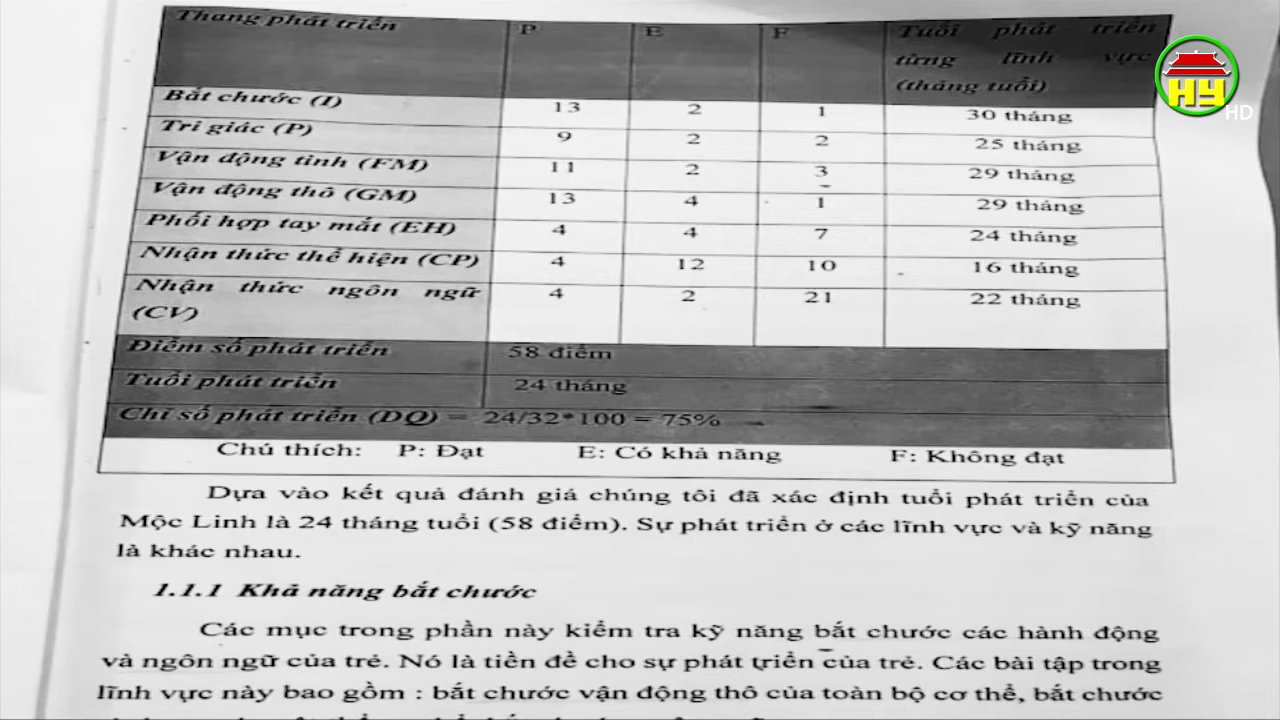 Thang phát triển P E F Tuổi phát triển
từng lĩnh vực
(tháng tuổi)
Bắt chước (I) 13 2 1 30 tháng
Tri giác (P) 9 2 2 25 tháng
Vận động tinh (FM) 11 2 3 29 tháng
Vận động thô (GM) 13 4 1 29 tháng
Phối hợp tay mắt (EH) 4 4 7 24 tháng
Nhận thức thể hiện (CP) 4 12 10 16 tháng
Nhận thức ngôn ngữ 4 2 21 22 tháng
(CV)
Điểm số phát triển 58 điểm
Tuổi phát triển 24 tháng
Chỉ số phát triển (DQ) = 24/32*100 = 75%
Chú thích: P: Đạt E: Có khả năng F: Không đạt
Dựa vào kết quả đánh giá chúng tôi đã xác định tuổi phát triển của
Mộc Linh là 24 tháng tuổi (58 điểm). Sự phát triển ở các lĩnh vực và kỹ năng
là khác nhau.
1.1.1 Khả năng bắt chước
Các mục trong phần này kiểm tra kỹ năng bắt chước các hành động
và ngôn ngữ của trẻ. Nó là tiền đề cho sự phát triển của trẻ. Các bài tập trong
lĩnh vực này bao gồm : bắt chước vận động thô của toàn bộ cơ thể, bắt chước
HY
HD